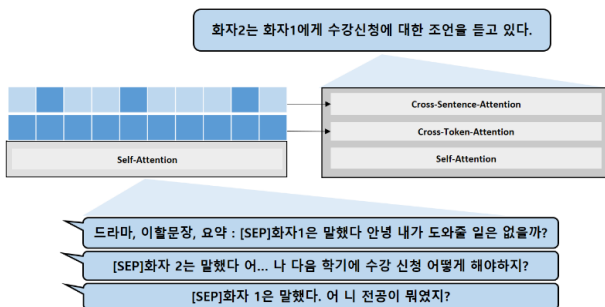 화자2는 화자1에게 수강신청에 대한 조언을 듣고 있다.
Cross-Sentence-Attention
Cross-Token-Attention
Self-Attention
Self-Attention
드라마, 이할문장, 요약 : [SEP]화자1은 말했다 안녕 내가 도와줄 일은 없을까?
[SEP]화자 2는 말했다 어... 나 다음 학기에 수강 신청 어떻게 해야하지?
[SEP]화자 1은 말했다. 어 니 전공이 뭐였지?